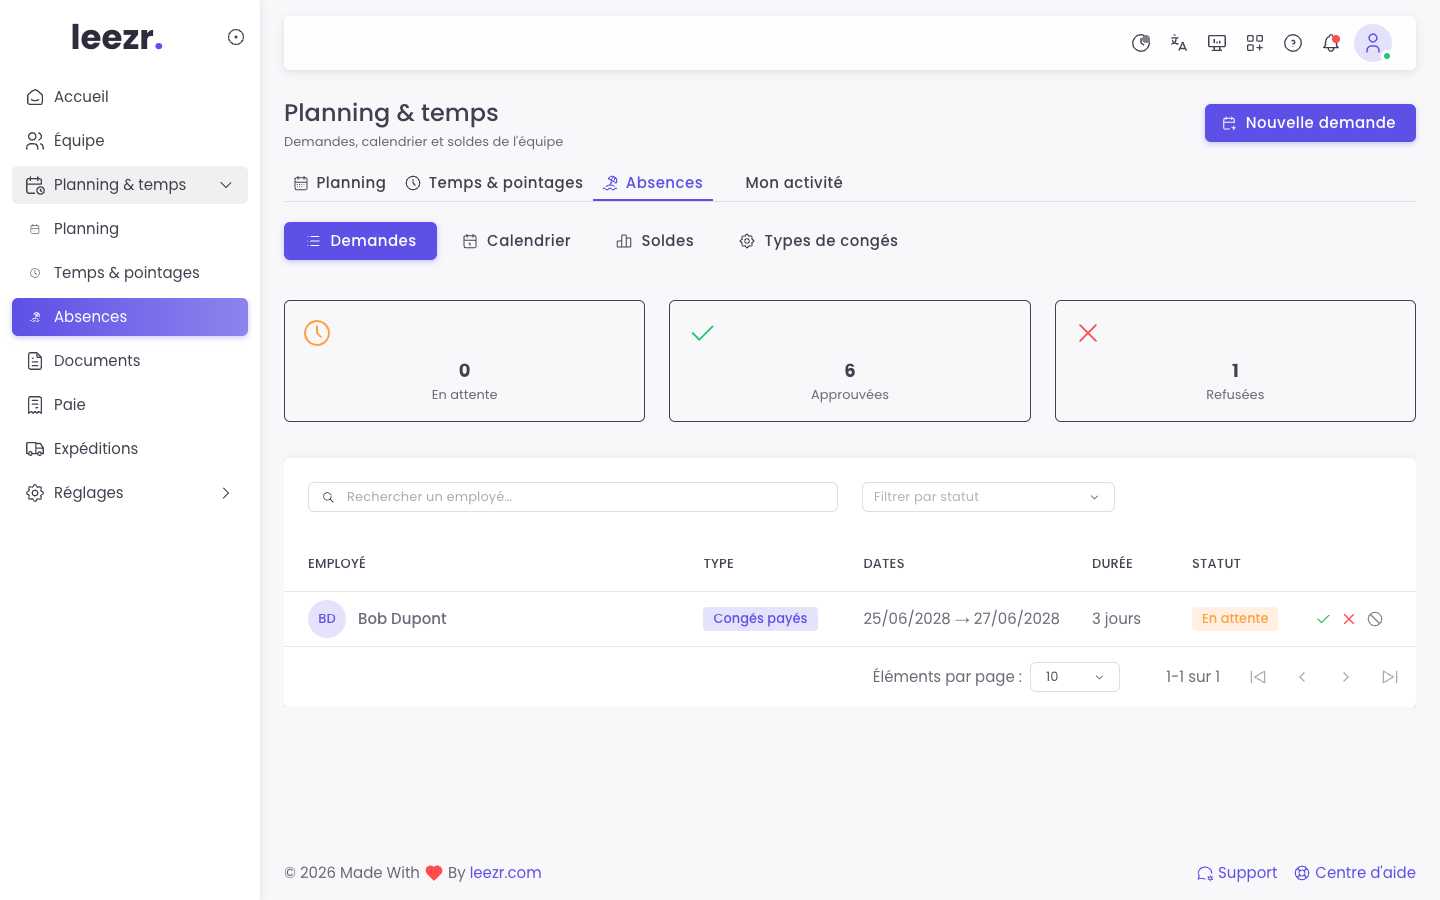 leezr.
Accueil
Équipe
Planning & temps
Planning
Temps & pointages
Absences
Documents
Paie
Expéditions
Réglages
Planning & temps
Demandes, calendrier et soldes de l'équipe
Nouvelle demande
Planning Temps & pointages Absences Mon activité
Demandes Calendrier Soldes Types de congés
0
En attente
6
Approuvées
1
Refusées
Rechercher un employé... Filtrer par statut
EMPLOYÉ TYPE DATES DURÉE STATUT
BD Bob Dupont Congés payés 25/06/2028 → 27/06/2028 3 jours En attente
Éléments par page : 10 1-1 sur 1
© 2026 Made With ❤ By leezr.com Support Centre d'aide